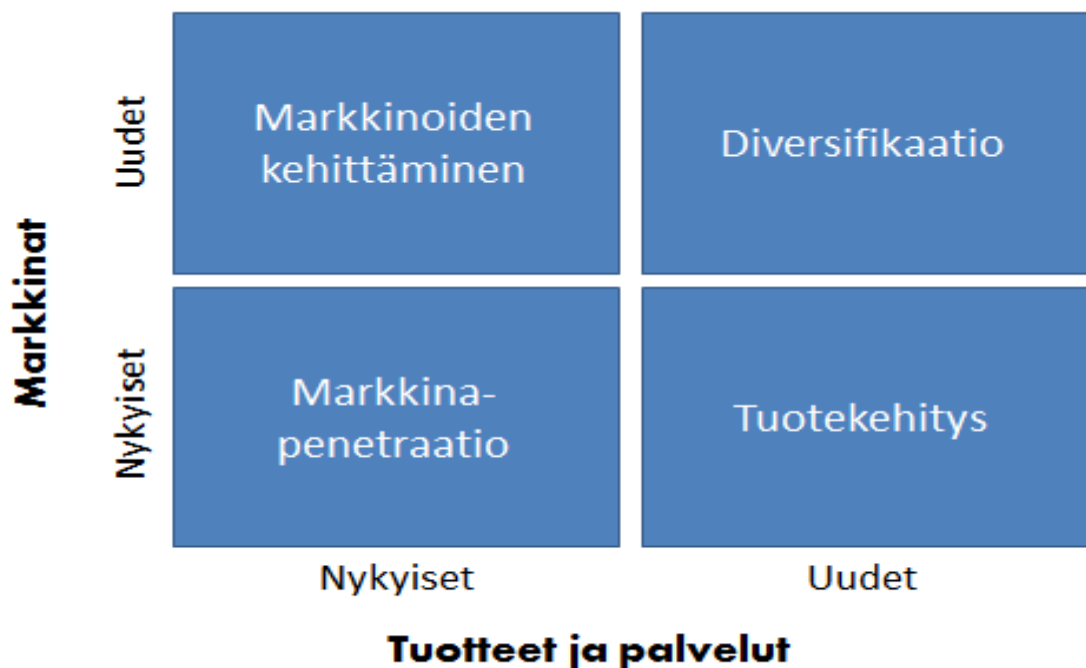 Markkinat
Uudet
Markkinoiden
kehittäminen
Diversifikaatio
Nykyiset
Markkina-
penetraatio
Tuotekehitys
Nykyiset
Uudet
Tuotteet ja palvelut